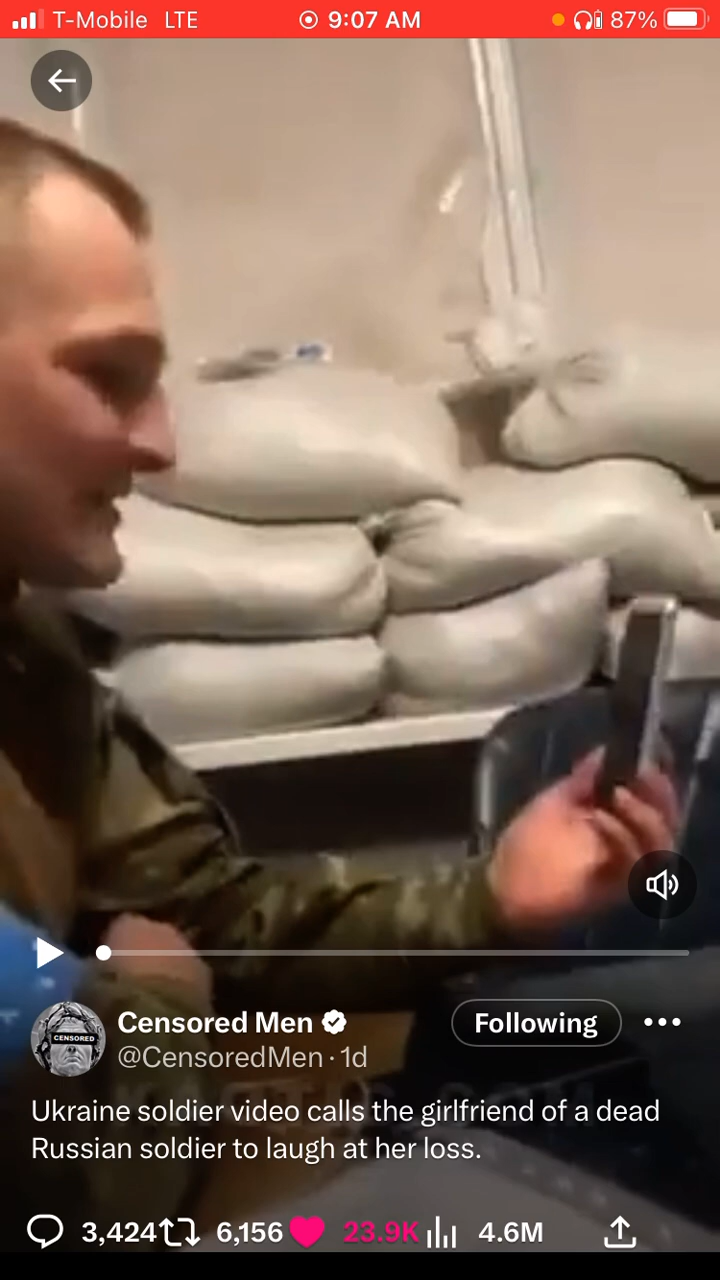 T-Mobile LTE 9:07 AM 87%
CENSORED
Censored Men
Following
@CensoredMen · 1d
Ukraine soldier video calls the girlfriend of a dead
Russian soldier to laugh at her loss.
3,424 6,156 23.9K 4.6M